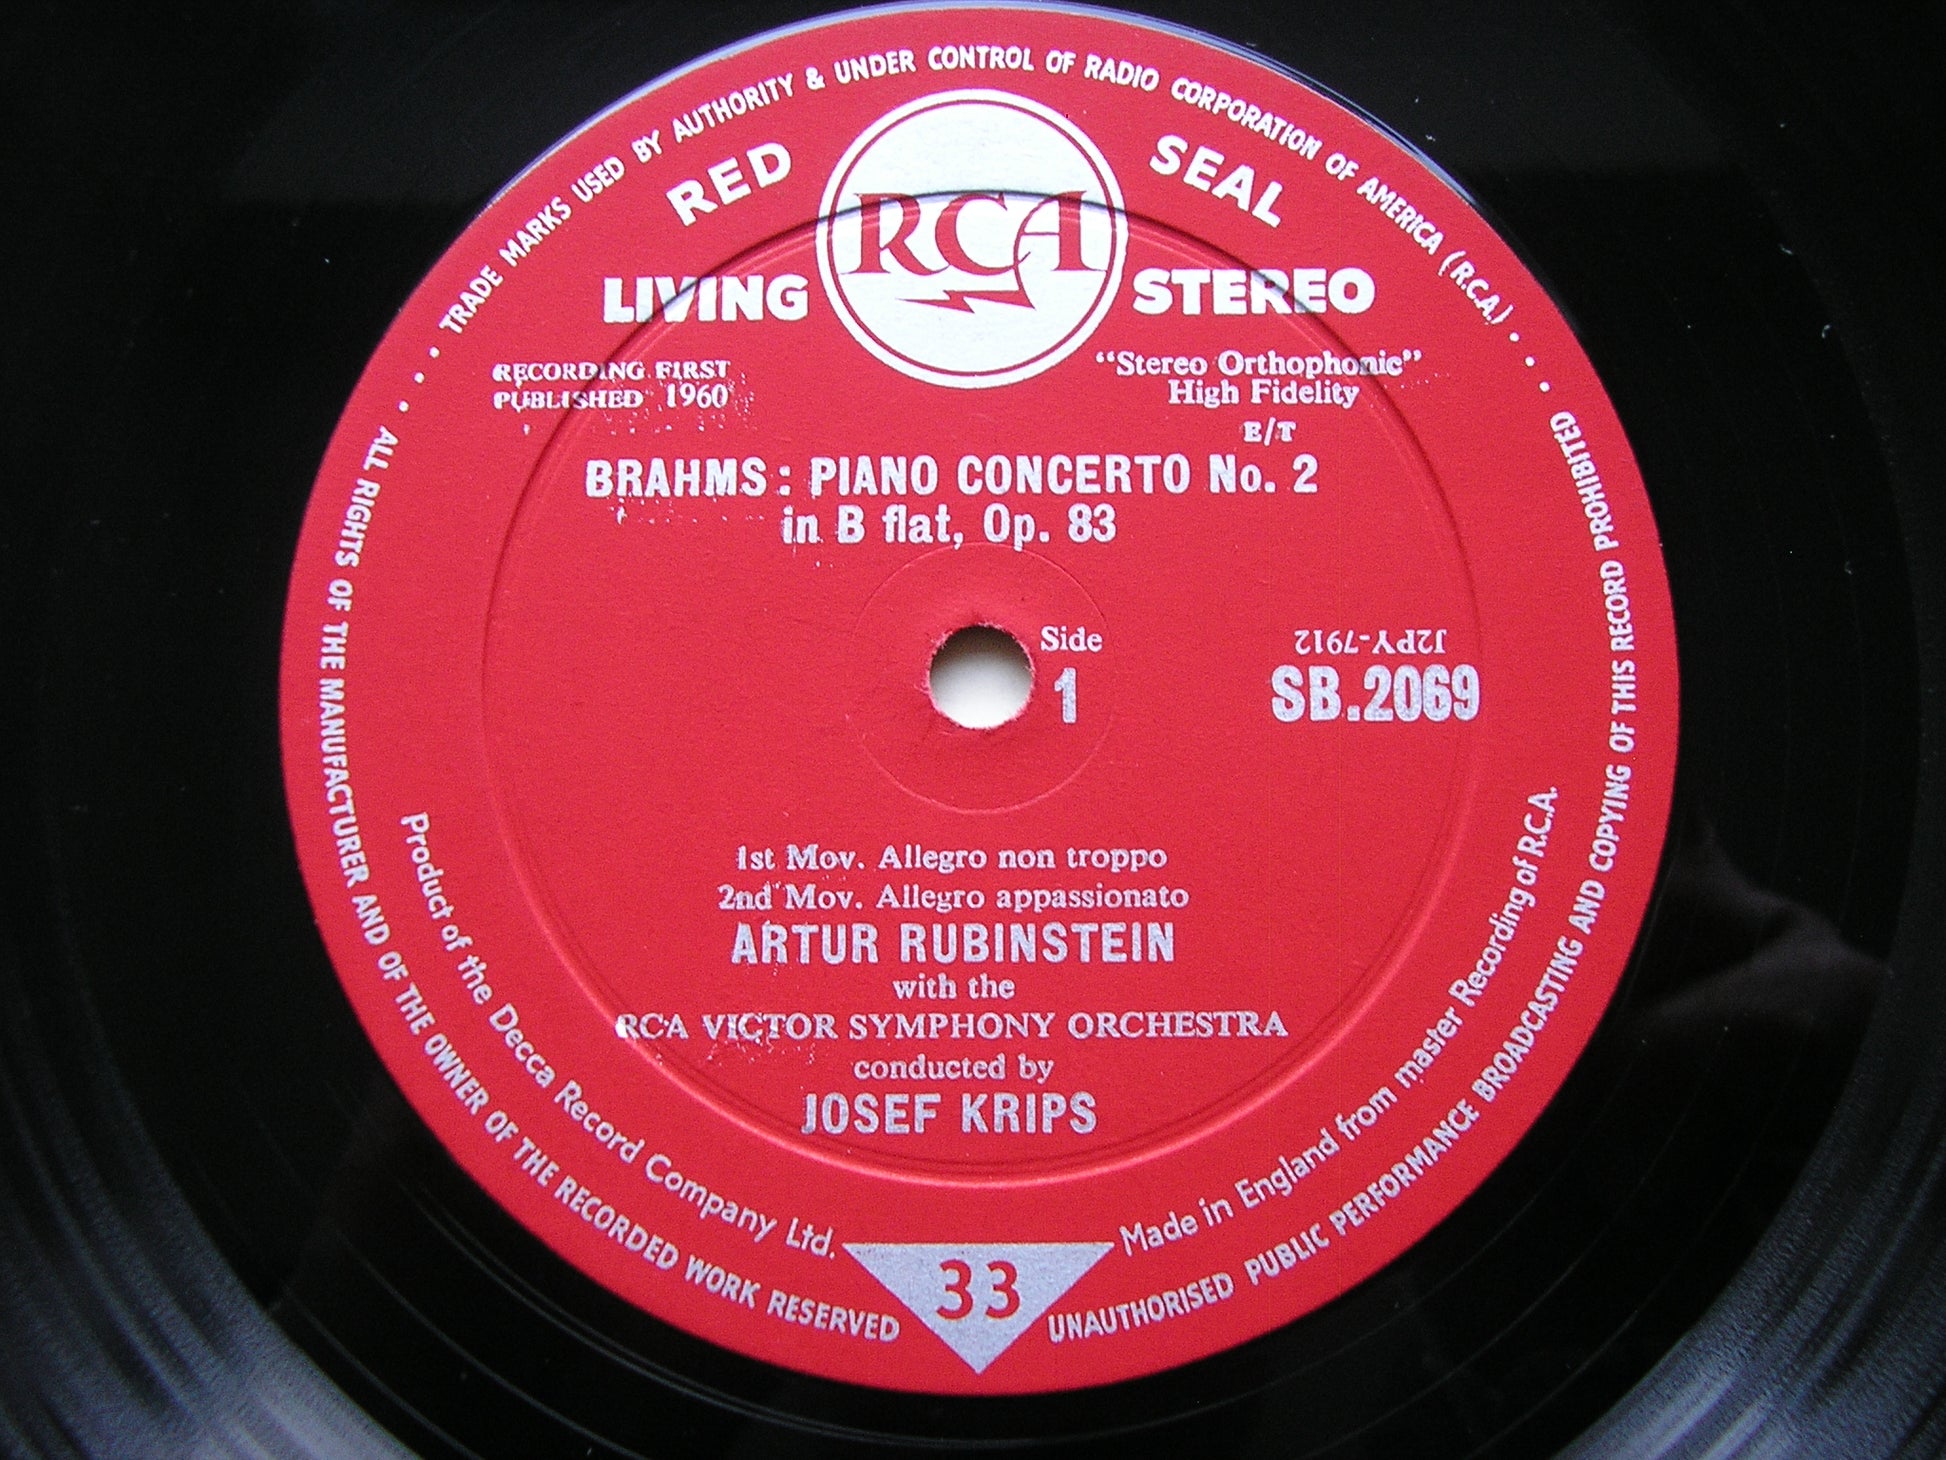 TRADE MARKS USED BY AUTHORITY & UNDER CONTROL OF RADIO CORPORATION OF AMERICA (R.C.A.)
RED SEAL
RCA
LIVING STEREO
RECORDING FIRST
PUBLISHED 1960
"Stereo Orthophonic"
High Fidelity
E/T
BRAHMS : PIANO CONCERTO No. 2
in B flat, Op. 83
Side
1
J2PY-7912
SB.2069
1st Mov. Allegro non troppo
2nd Mov. Allegro appassionato
ARTUR RUBINSTEIN
with the
RCA VICTOR SYMPHONY ORCHESTRA
conducted by
JOSEF KRIPS
Product of the Decca Record Company Ltd.
Made in England from master Recording of R.C.A.
33
ALL RIGHTS OF THE MANUFACTURER AND OF THE OWNER OF THE RECORDED WORK RESERVED
UNAUTHORISED PUBLIC PERFORMANCE BROADCASTING AND COPYING OF THIS RECORD PROHIBITED